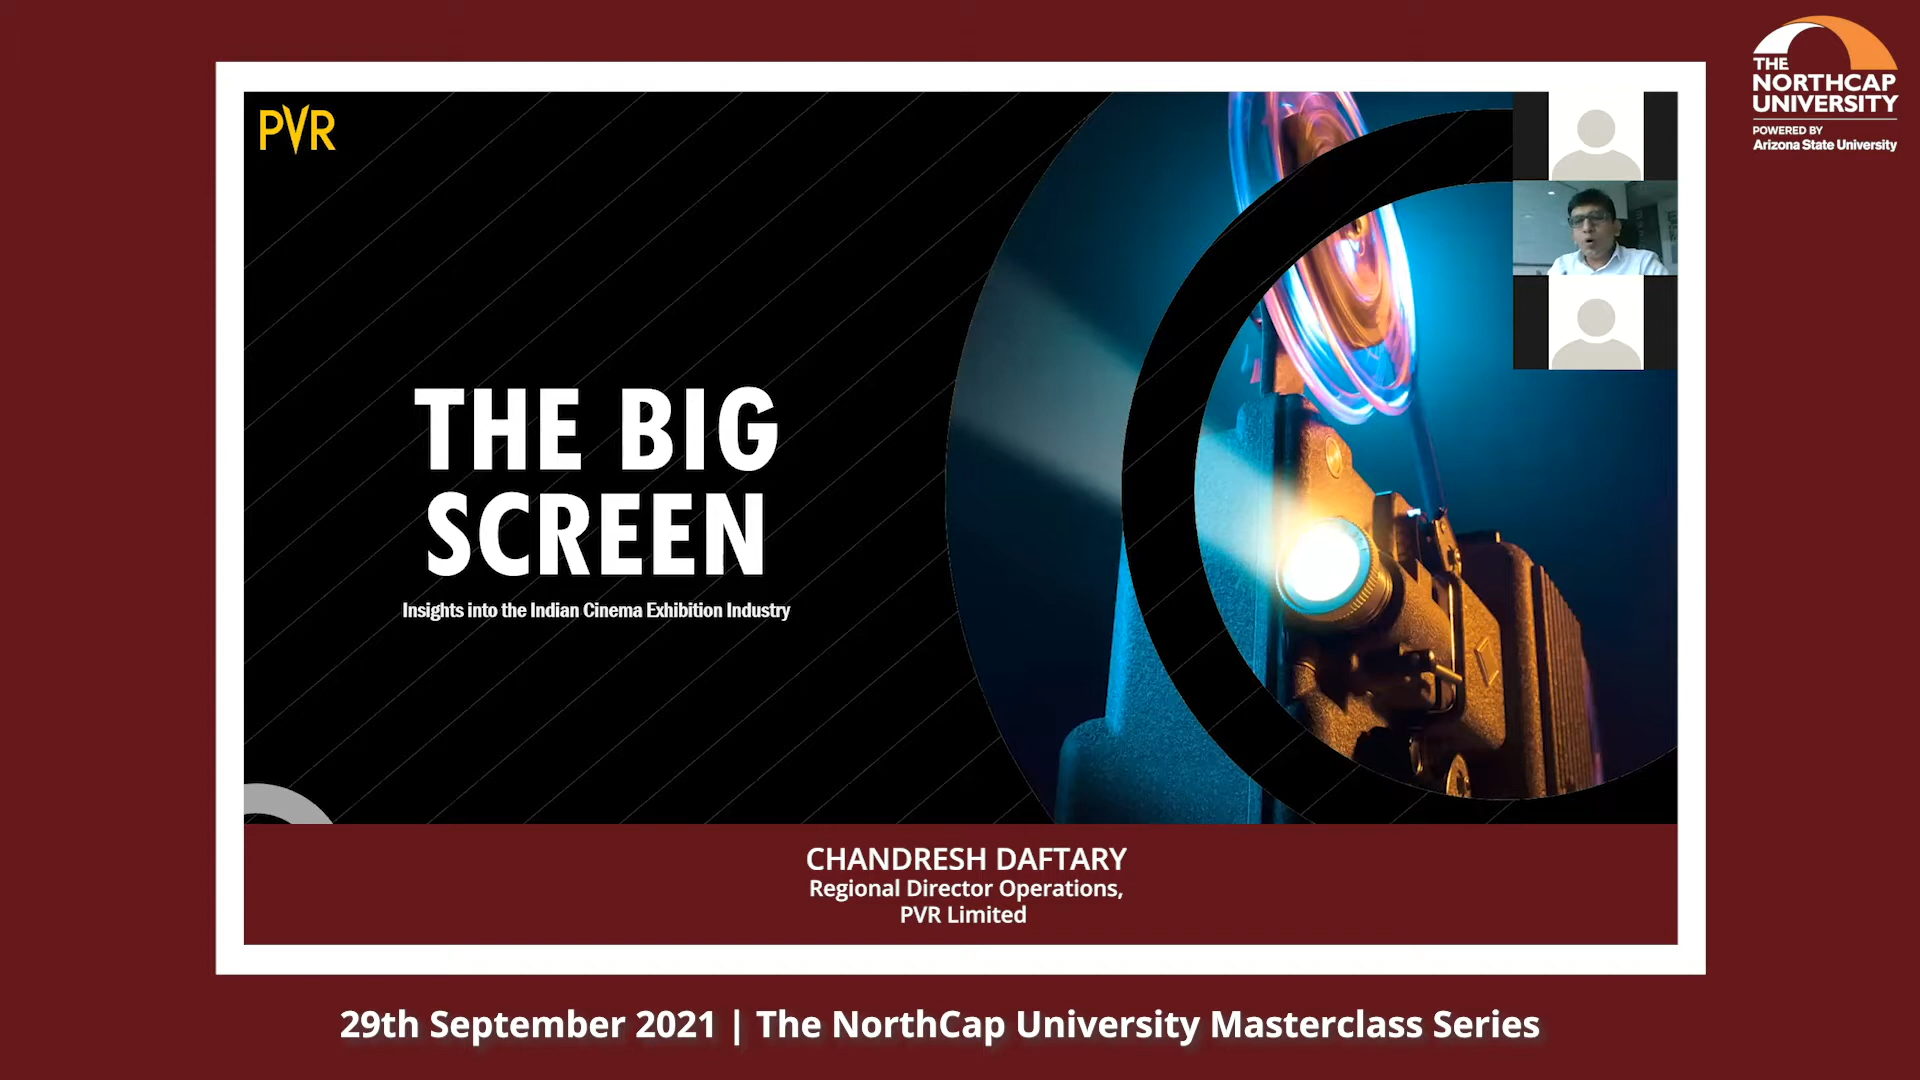 THE
NORTHCAP
UNIVERSITY
POWERED BY
Arizona State University
PVR
THE BIG
SCREEN
Insights into the Indian Cinema Exhibition Industry
CHANDRESH DAFTARY
Regional Director Operations,
PVR Limited
29th September 2021 | The NorthCap University Masterclass Series